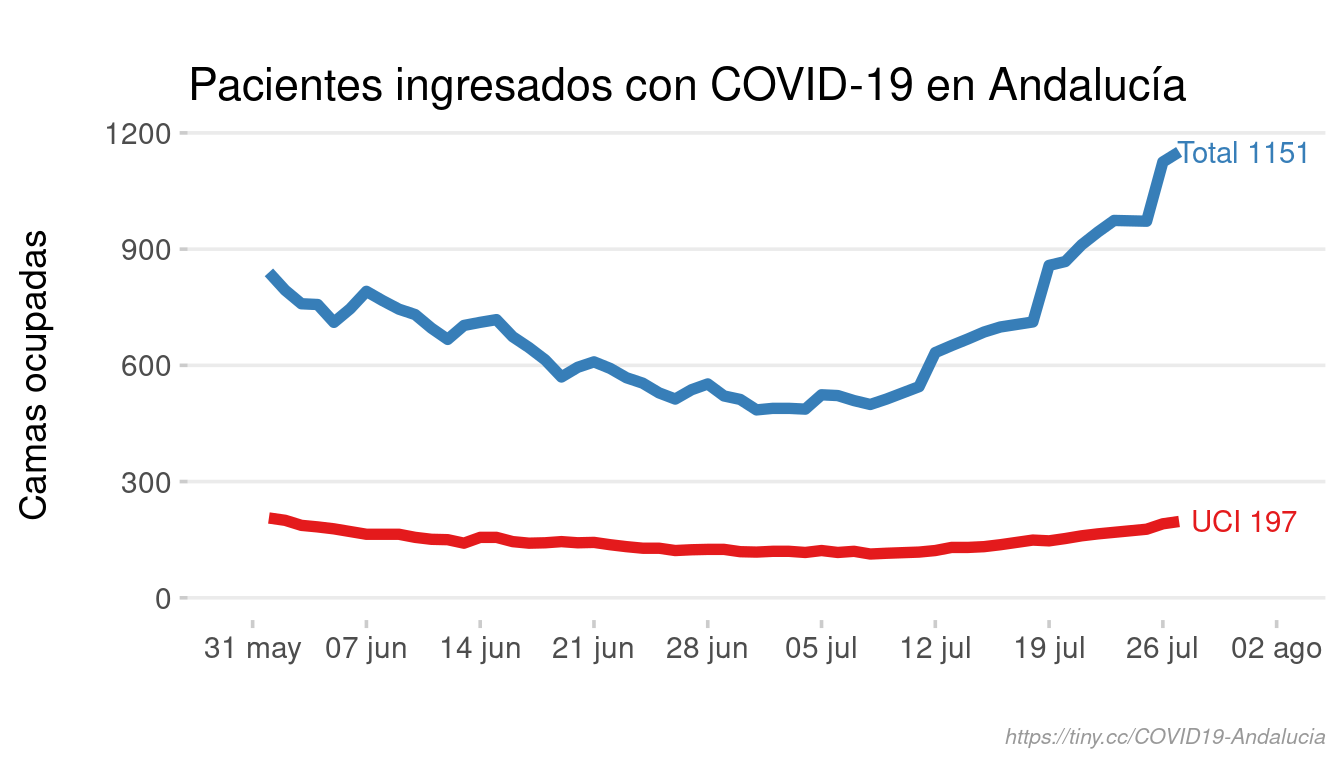 Pacientes ingresados con COVID-19 en Andalucía
Camas ocupadas
1200
900
600
300
0
Total 1151
UCI 197
31 may 07 jun 14 jun 21 jun 28 jun 05 jul 12 jul 19 jul 26 jul 02 ago
https://tiny.cc/COVID19-Andalucia